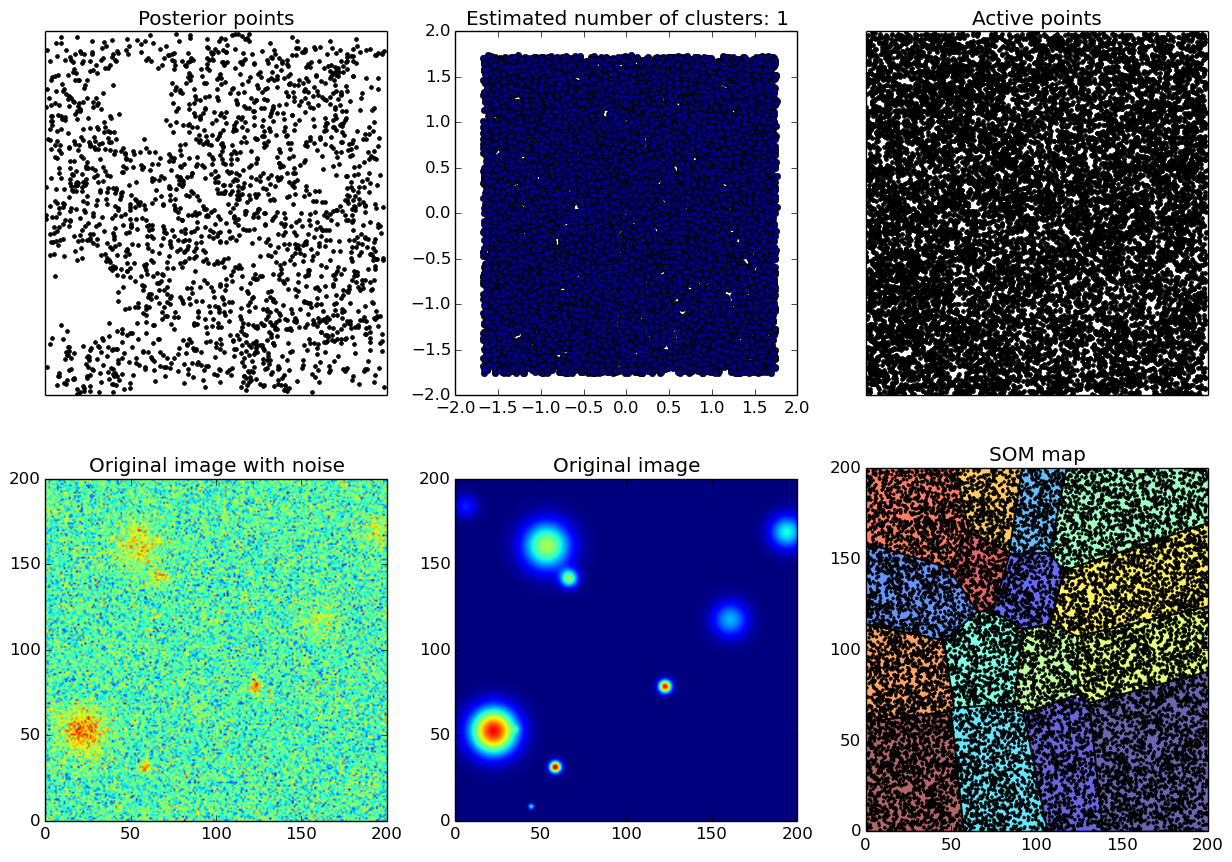 Posterior points
Estimated number of clusters: 1
Active points
2.0
1.5
1.0
0.5
0.0
−0.5
−1.0
−1.5
−2.0
−2.0 −1.5 −1.0 −0.5 0.0 0.5 1.0 1.5 2.0
Original image with noise
Original image
SOM map
200
150
100
50
0
0 50 100 150 200
200
150
100
50
0
0 50 100 150 200
200
150
100
50
0
0 50 100 150 200